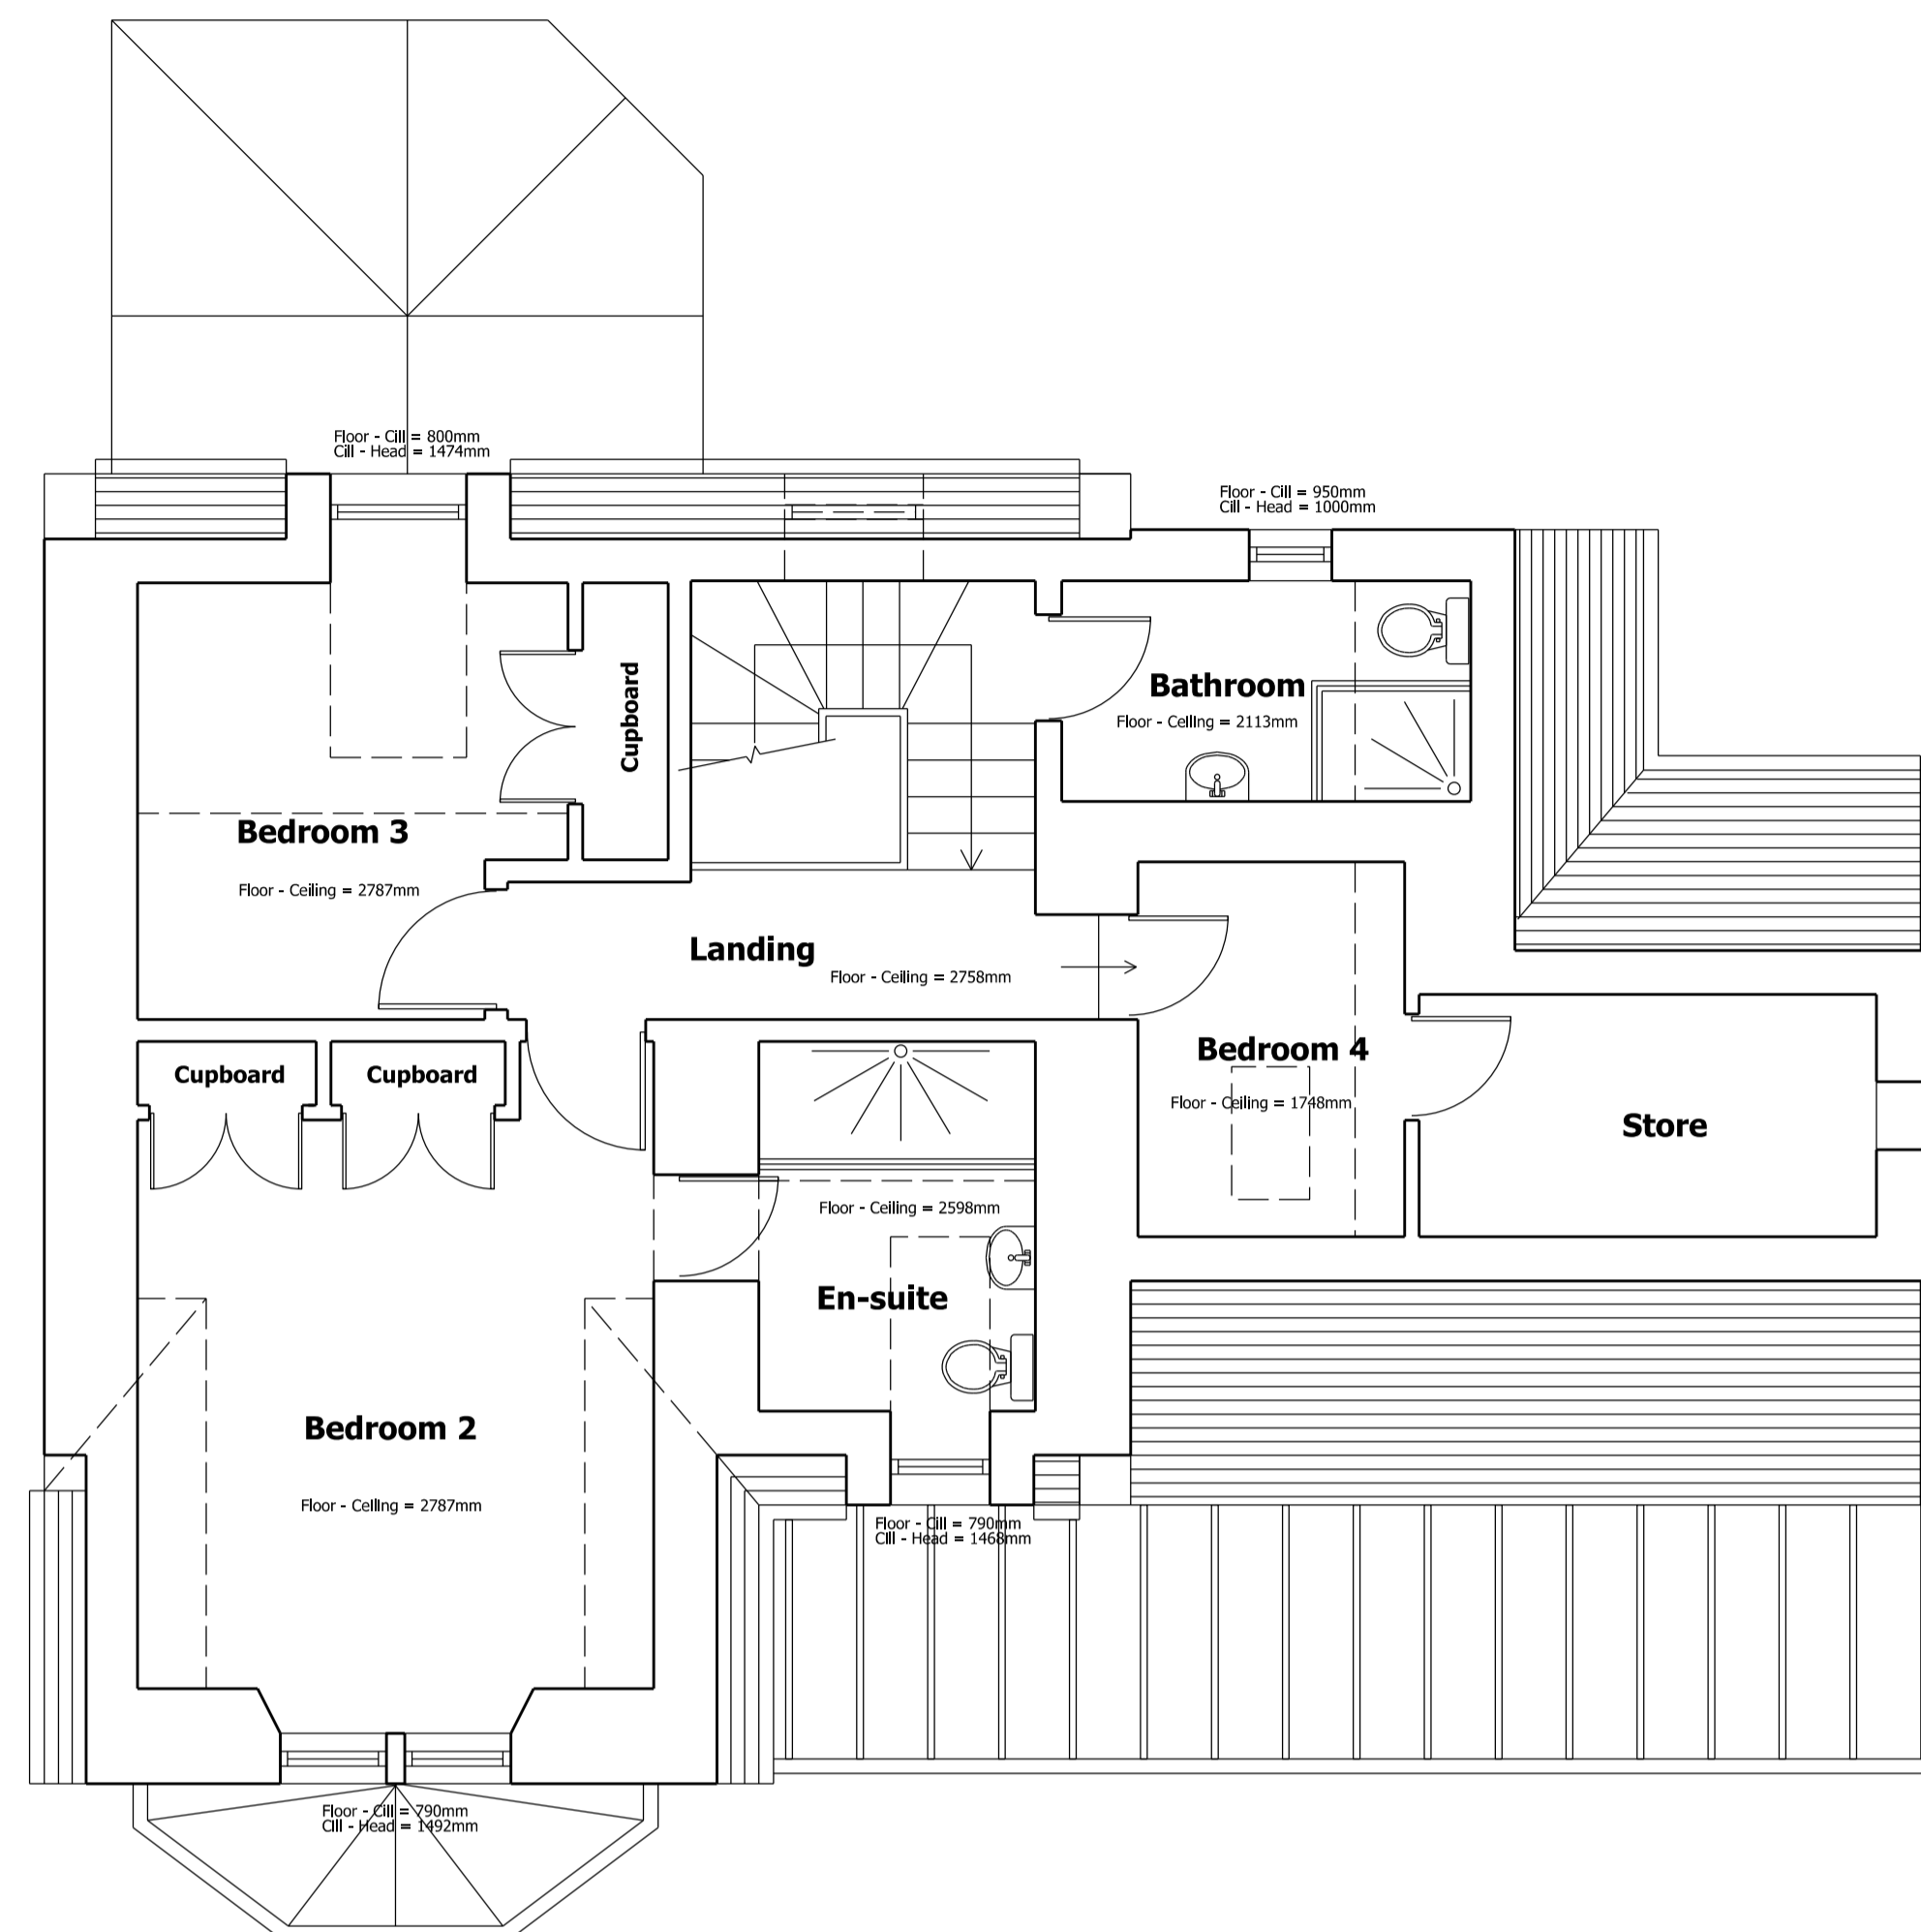 Floor - Cill = 800mm
Cill - Head = 1474mm
Floor - Cill = 950mm
Cill - Head = 1000mm
Cupboard
Bathroom
Floor - Ceiling = 2113mm
Bedroom 3
Floor - Ceiling = 2787mm
Landing
Floor - Ceiling = 2758mm
Bedroom 4
Floor - Ceiling = 1748mm
Cupboard
Cupboard
Store
Floor - Ceiling = 2598mm
En-suite
Bedroom 2
Floor - Ceiling = 2787mm
Floor - Cill = 790mm
Cill - Head = 1468mm
Floor - Cill = 790mm
Cill - Head = 1492mm